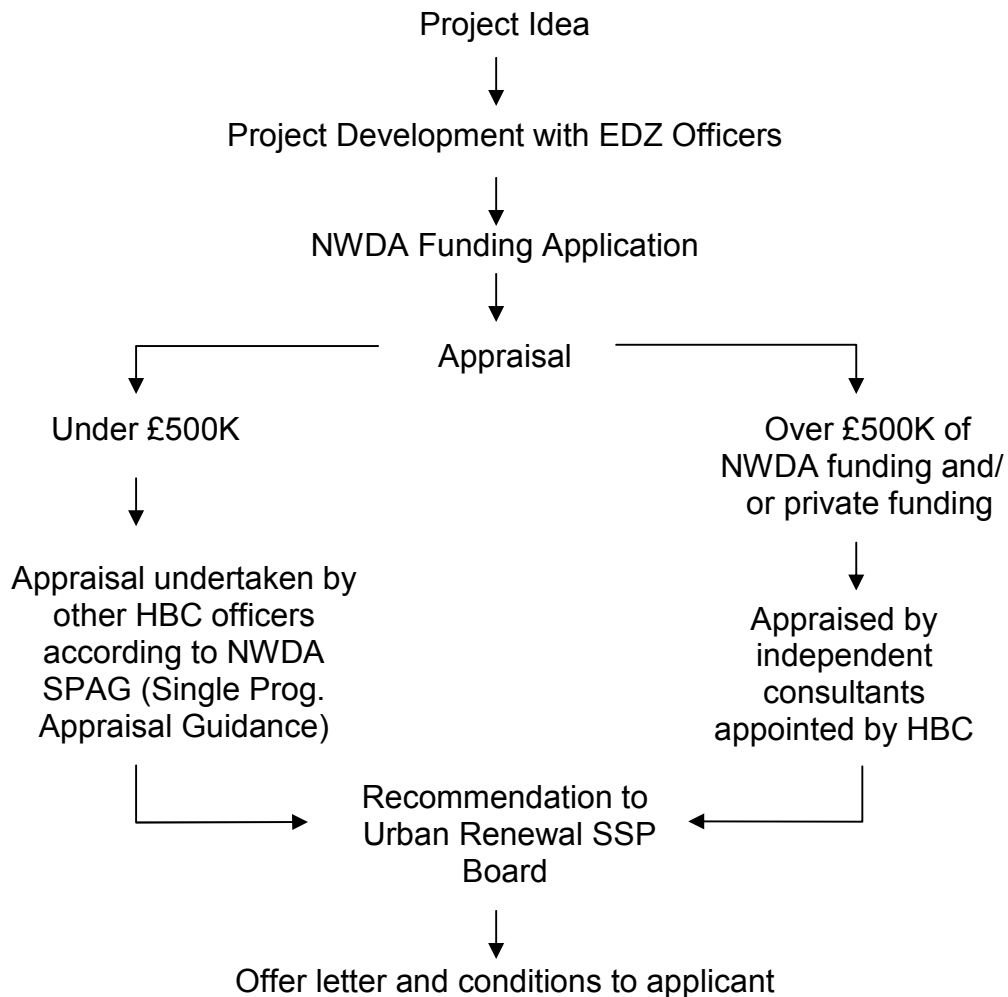 Project Idea
Project Development with EDZ Officers
NWDA Funding Application
Appraisal
Under £500K
Over £500K of
NWDA funding and/
or private funding
Appraisal undertaken by
other HBC officers
according to NWDA
SPAG (Single Prog.
Appraisal Guidance)
Appraised by
independent
consultants
appointed by HBC
Recommendation to
Urban Renewal SSP
Board
Offer letter and conditions to applicant